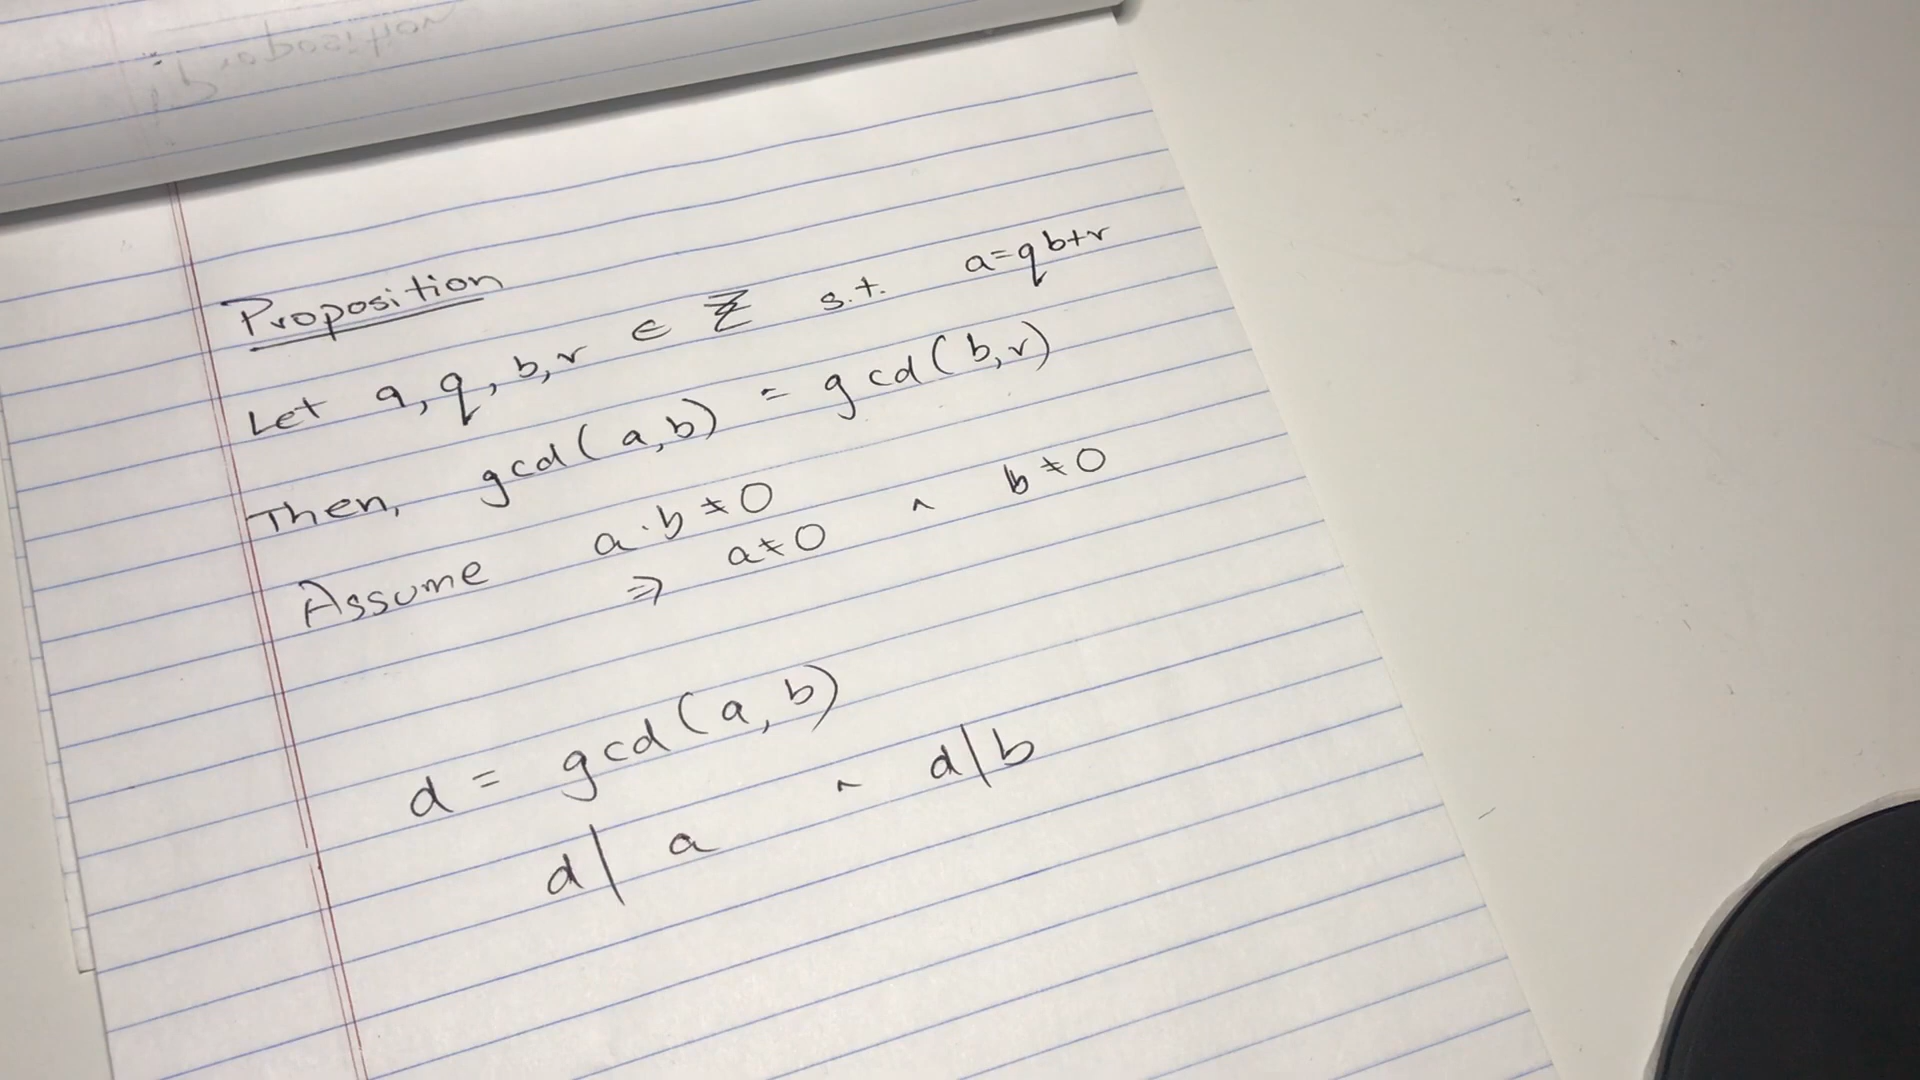 Proposition
Let a, q, b, r ∈ ℤ s.t. a=qb+r
Then, gcd(a,b) = gcd(b,r)
Assume a·b≠0
⇒ a≠0 ^ b≠0
d = gcd(a,b)
d | a ^ d|b